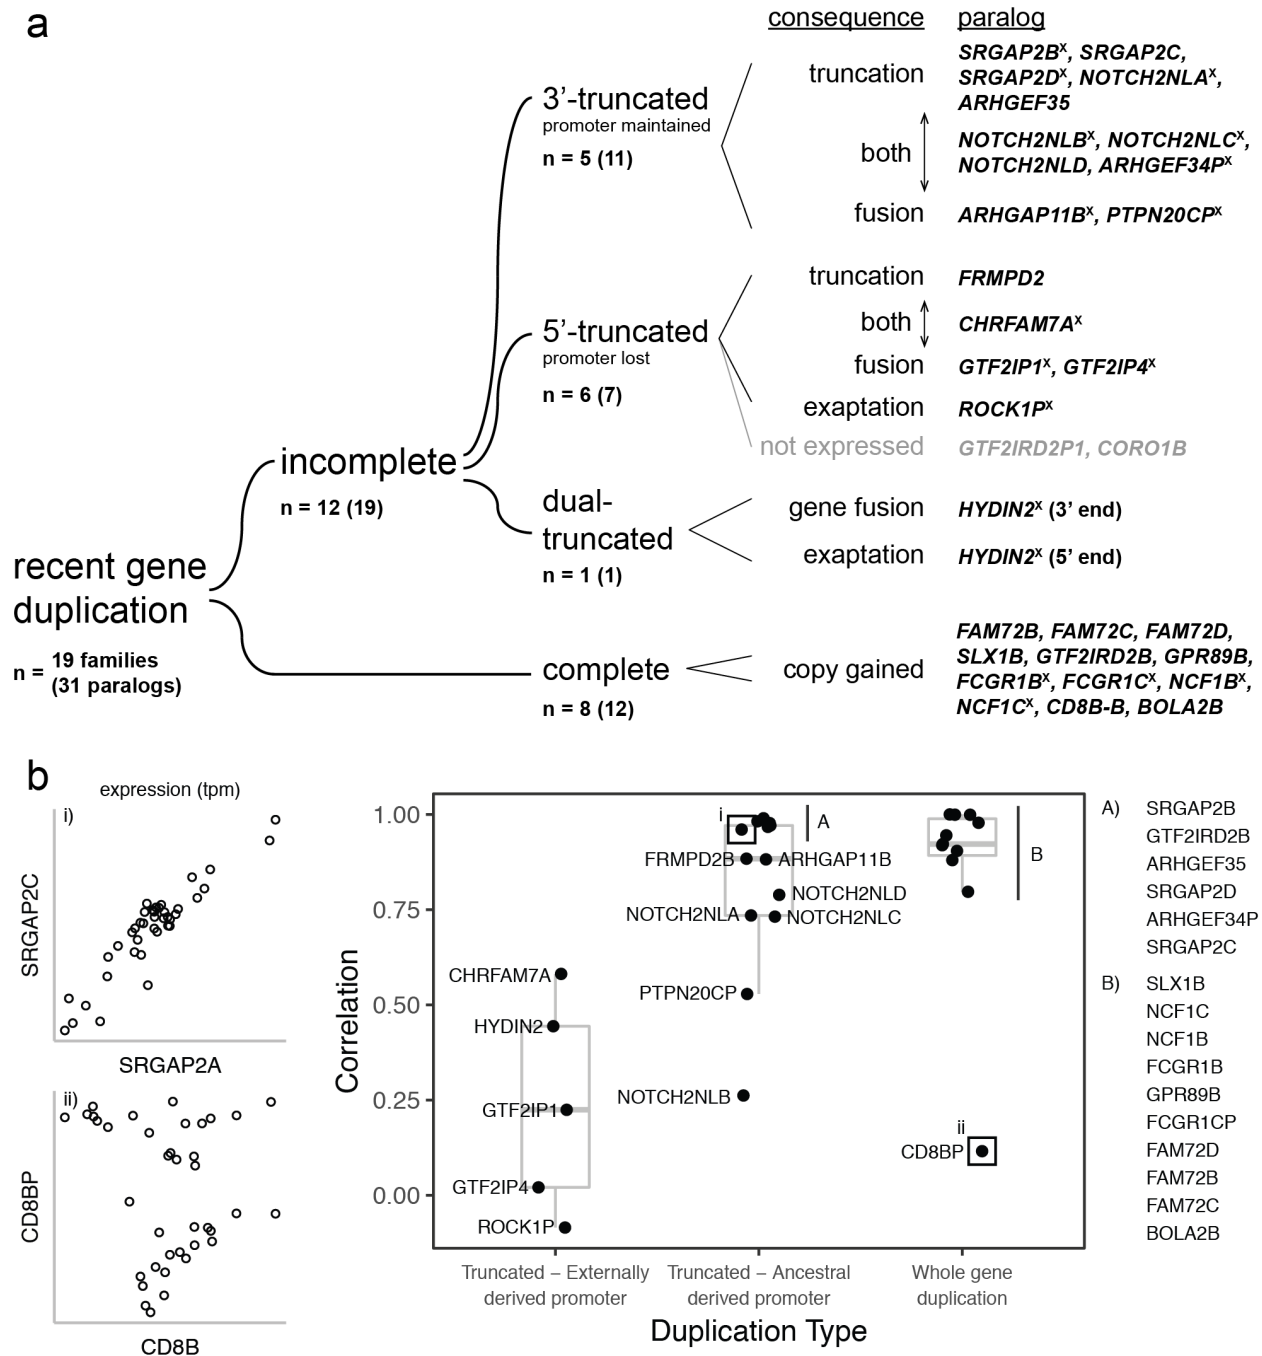 a
consequence paralog
truncation
SRGAP2Bˣ, SRGAP2C,
SRGAP2Dˣ, NOTCH2NLAˣ,
ARHGEF35
3’-truncated
promoter maintained
n = 5 (11)
both
NOTCH2NLBˣ, NOTCH2NLCˣ,
NOTCH2NLD, ARHGEF34Pˣ
fusion ARHGAP11Bˣ, PTPN20CPˣ
truncation FRMPD2
5’-truncated
promoter lost
n = 6 (7)
both CHRFAM7Aˣ
fusion GTF2IP1ˣ, GTF2IP4ˣ
exaptation ROCK1Pˣ
not expressed GTF2IRD2P1, CORO1B
incomplete
n = 12 (19)
dual-
truncated
n = 1 (1)
gene fusion HYDIN2ˣ (3’ end)
exaptation HYDIN2ˣ (5’ end)
recent gene
duplication
n = 19 families
(31 paralogs)
complete
n = 8 (12)
copy gained
FAM72B, FAM72C, FAM72D,
SLX1B, GTF2IRD2B, GPR89B,
FCGR1Bˣ, FCGR1Cˣ, NCF1Bˣ,
NCF1Cˣ, CD8B-B, BOLA2B
b
expression (tpm)
i)
SRGAP2C
SRGAP2A
ii)
CD8BP
CD8B
Correlation
1.00
0.75
0.50
0.25
0.00
CHRFAM7A
HYDIN2
GTF2IP1
GTF2IP4
ROCK1P
i
A
FRMPD2B
ARHGAP11B
NOTCH2NLD
NOTCH2NLA
NOTCH2NLC
PTPN20CP
NOTCH2NLB
B
ii
CD8BP
Truncated – Externally
derived promoter
Truncated – Ancestral
derived promoter
Whole gene
duplication
Duplication Type
A) SRGAP2B
GTF2IRD2B
ARHGEF35
SRGAP2D
ARHGEF34P
SRGAP2C
B) SLX1B
NCF1C
NCF1B
FCGR1B
GPR89B
FCGR1CP
FAM72D
FAM72B
FAM72C
BOLA2B